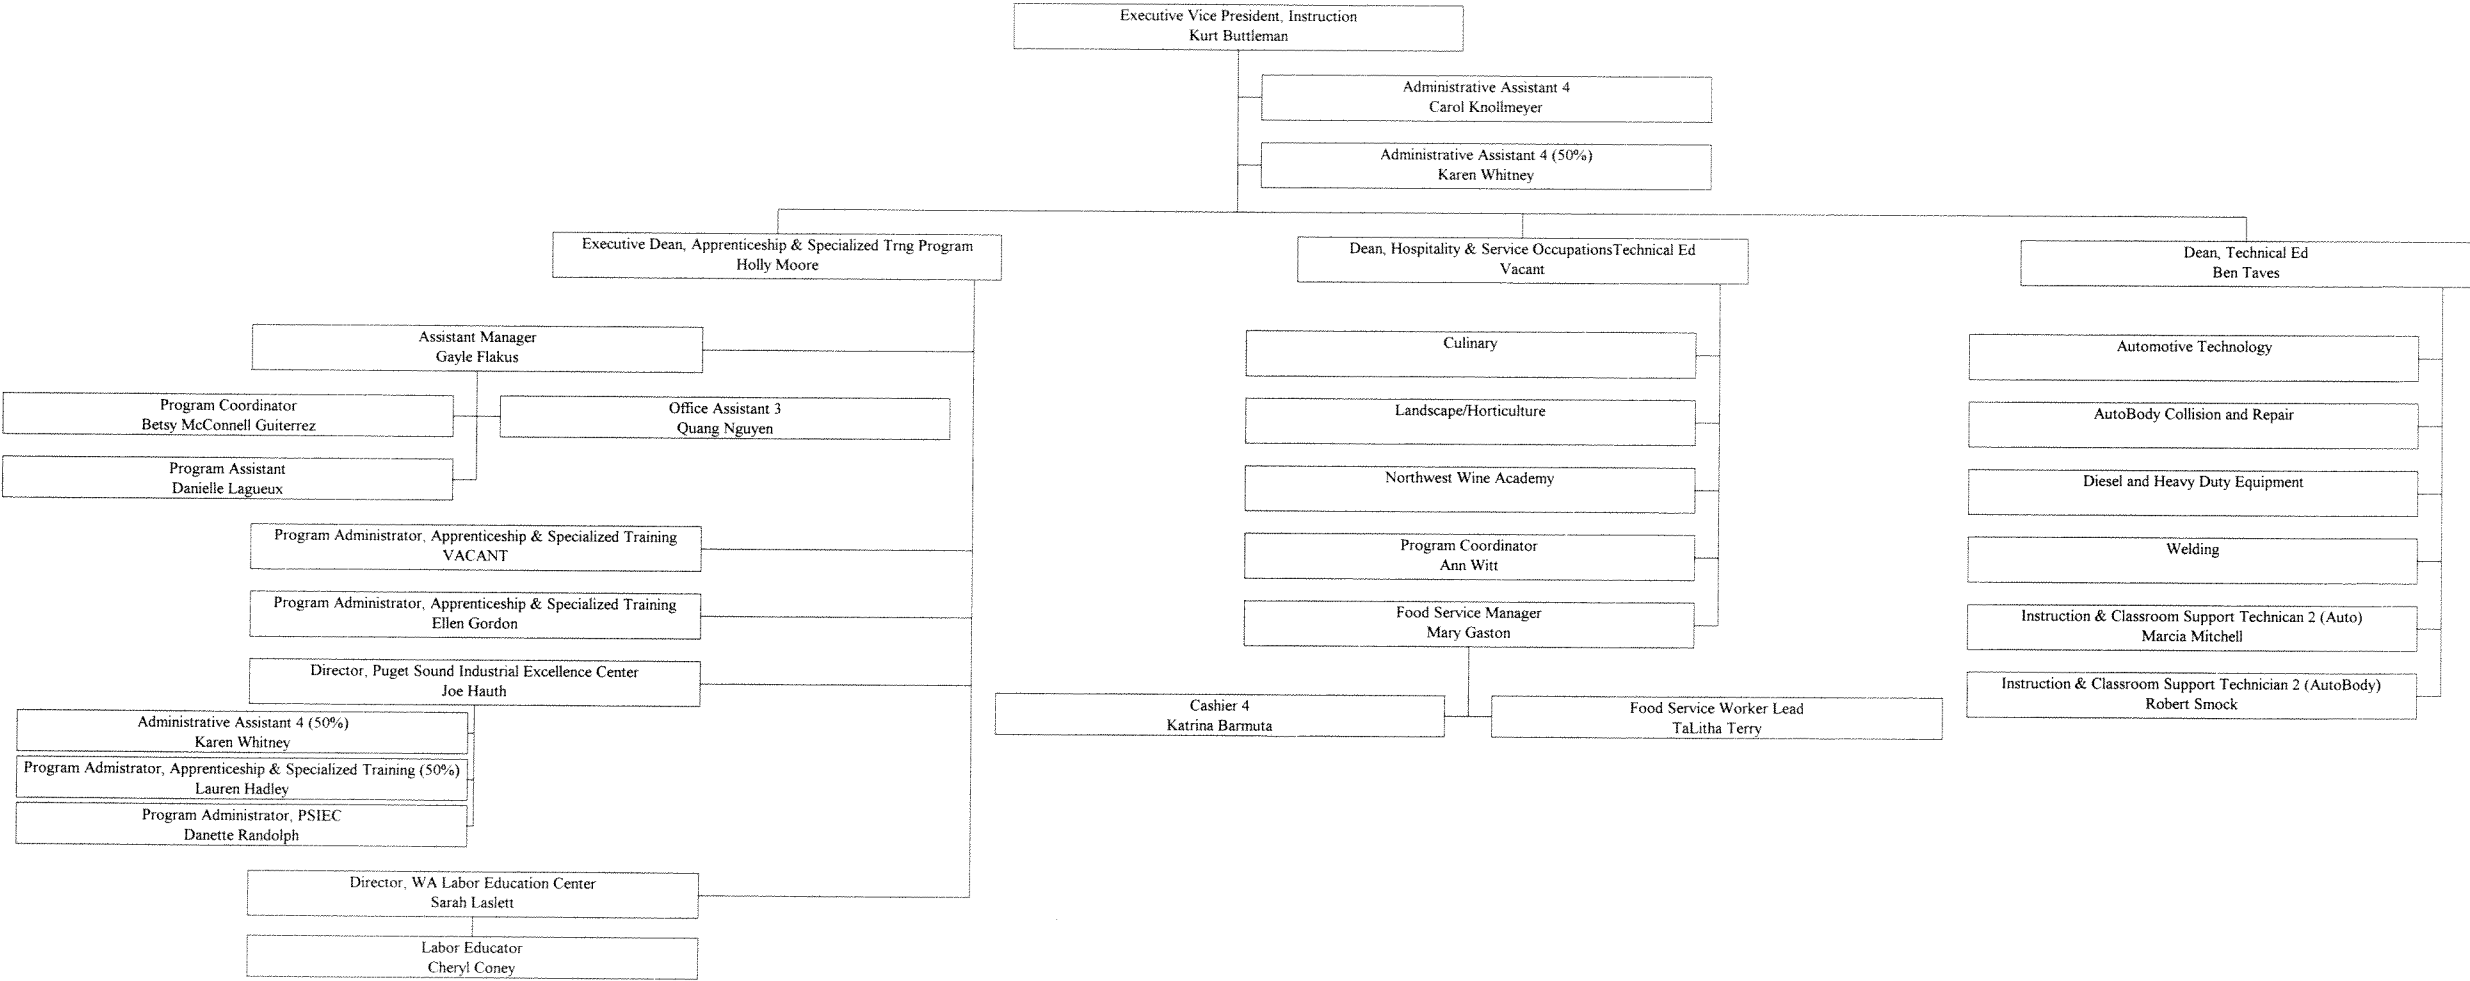 Executive Vice President, Instruction
Kurt Buttleman
Administrative Assistant 4
Carol Knollmeyer
Administrative Assistant 4 (50%)
Karen Whitney
Executive Dean, Apprenticeship & Specialized Trng Program
Holly Moore
Assistant Manager
Gayle Flakus
Program Coordinator
Betsy McConnell Guiterrez
Office Assistant 3
Quang Nguyen
Program Assistant
Danielle Lagueux
Program Administrator, Apprenticeship & Specialized Training
VACANT
Program Administrator, Apprenticeship & Specialized Training
Ellen Gordon
Director, Puget Sound Industrial Excellence Center
Joe Hauth
Administrative Assistant 4 (50%)
Karen Whitney
Program Admistrator, Apprenticeship & Specialized Training (50%)
Lauren Hadley
Program Administrator, PSIEC
Danette Randolph
Director, WA Labor Education Center
Sarah Laslett
Labor Educator
Cheryl Coney
Dean, Hospitality & Service OccupationsTechnical Ed
Vacant
Culinary
Landscape/Horticulture
Northwest Wine Academy
Program Coordinator
Ann Witt
Food Service Manager
Mary Gaston
Cashier 4
Katrina Barmuta
Food Service Worker Lead
TaLitha Terry
Dean, Technical Ed
Ben Taves
Automotive Technology
AutoBody Collision and Repair
Diesel and Heavy Duty Equipment
Welding
Instruction & Classroom Support Technican 2 (Auto)
Marcia Mitchell
Instruction & Classroom Support Technician 2 (AutoBody)
Robert Smock